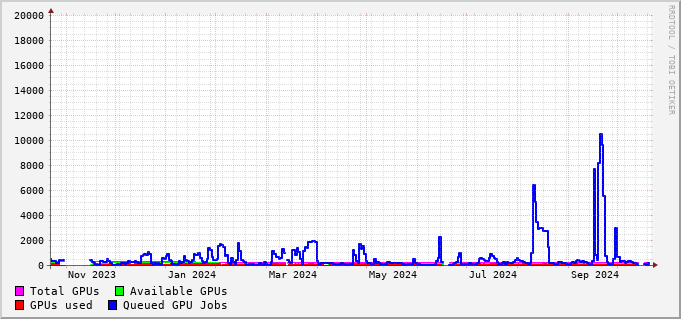 20000
18000
16000
14000
12000
10000
8000
6000
4000
2000
0
Nov 2023 Jan 2024 Mar 2024 May 2024 Jul 2024 Sep 2024
Total GPUs Available GPUs
GPUs used Queued GPU Jobs
RRDTOOL / TOBI OETIKER